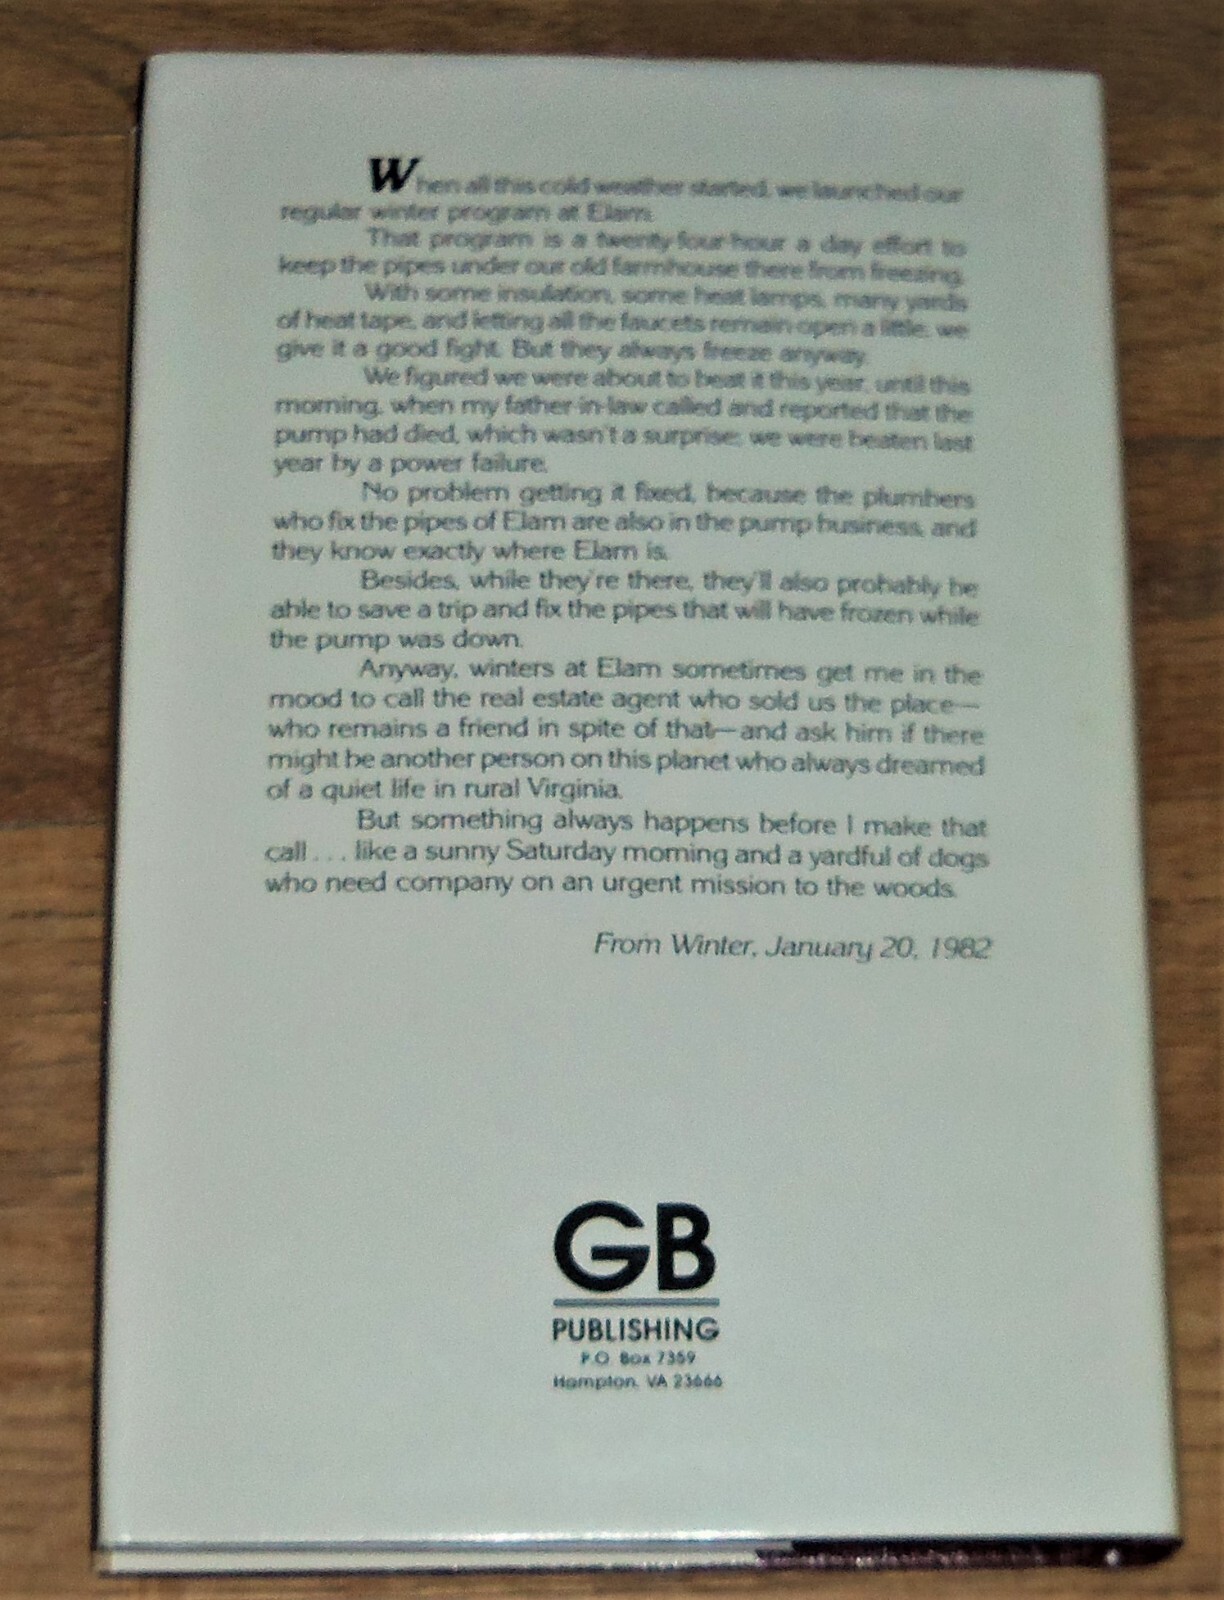 When all this cold weather started, we launched our
regular winter program at Elam.
That program is a twenty-four-hour a day effort to
keep the pipes under our old farmhouse there from freezing.
With some insulation, some heat lamps, many yards
of heat tape, and letting all the faucets remain open a little, we
give it a good fight. But they always freeze anyway.
We figured we were about to beat it this year, until this
morning, when my father-in-law called and reported that the
pump had died, which wasn't a surprise; we were beaten last
year by a power failure.
No problem getting it fixed, because the plumbers
who fix the pipes of Elam are also in the pump business, and
they know exactly where Elam is.
Besides, while they're there, they'll also probably be
able to save a trip and fix the pipes that will have frozen while
the pump was down.
Anyway, winters at Elam sometimes get me in the
mood to call the real estate agent who sold us the place—
who remains a friend in spite of that—and ask him if there
might be another person on this planet who always dreamed
of a quiet life in rural Virginia.
But something always happens before I make that
call . . . like a sunny Saturday morning and a yardful of dogs
who need company on an urgent mission to the woods.
From Winter, January 20, 1982
GB
PUBLISHING
P.O. Box 7359
Hampton, VA 23666